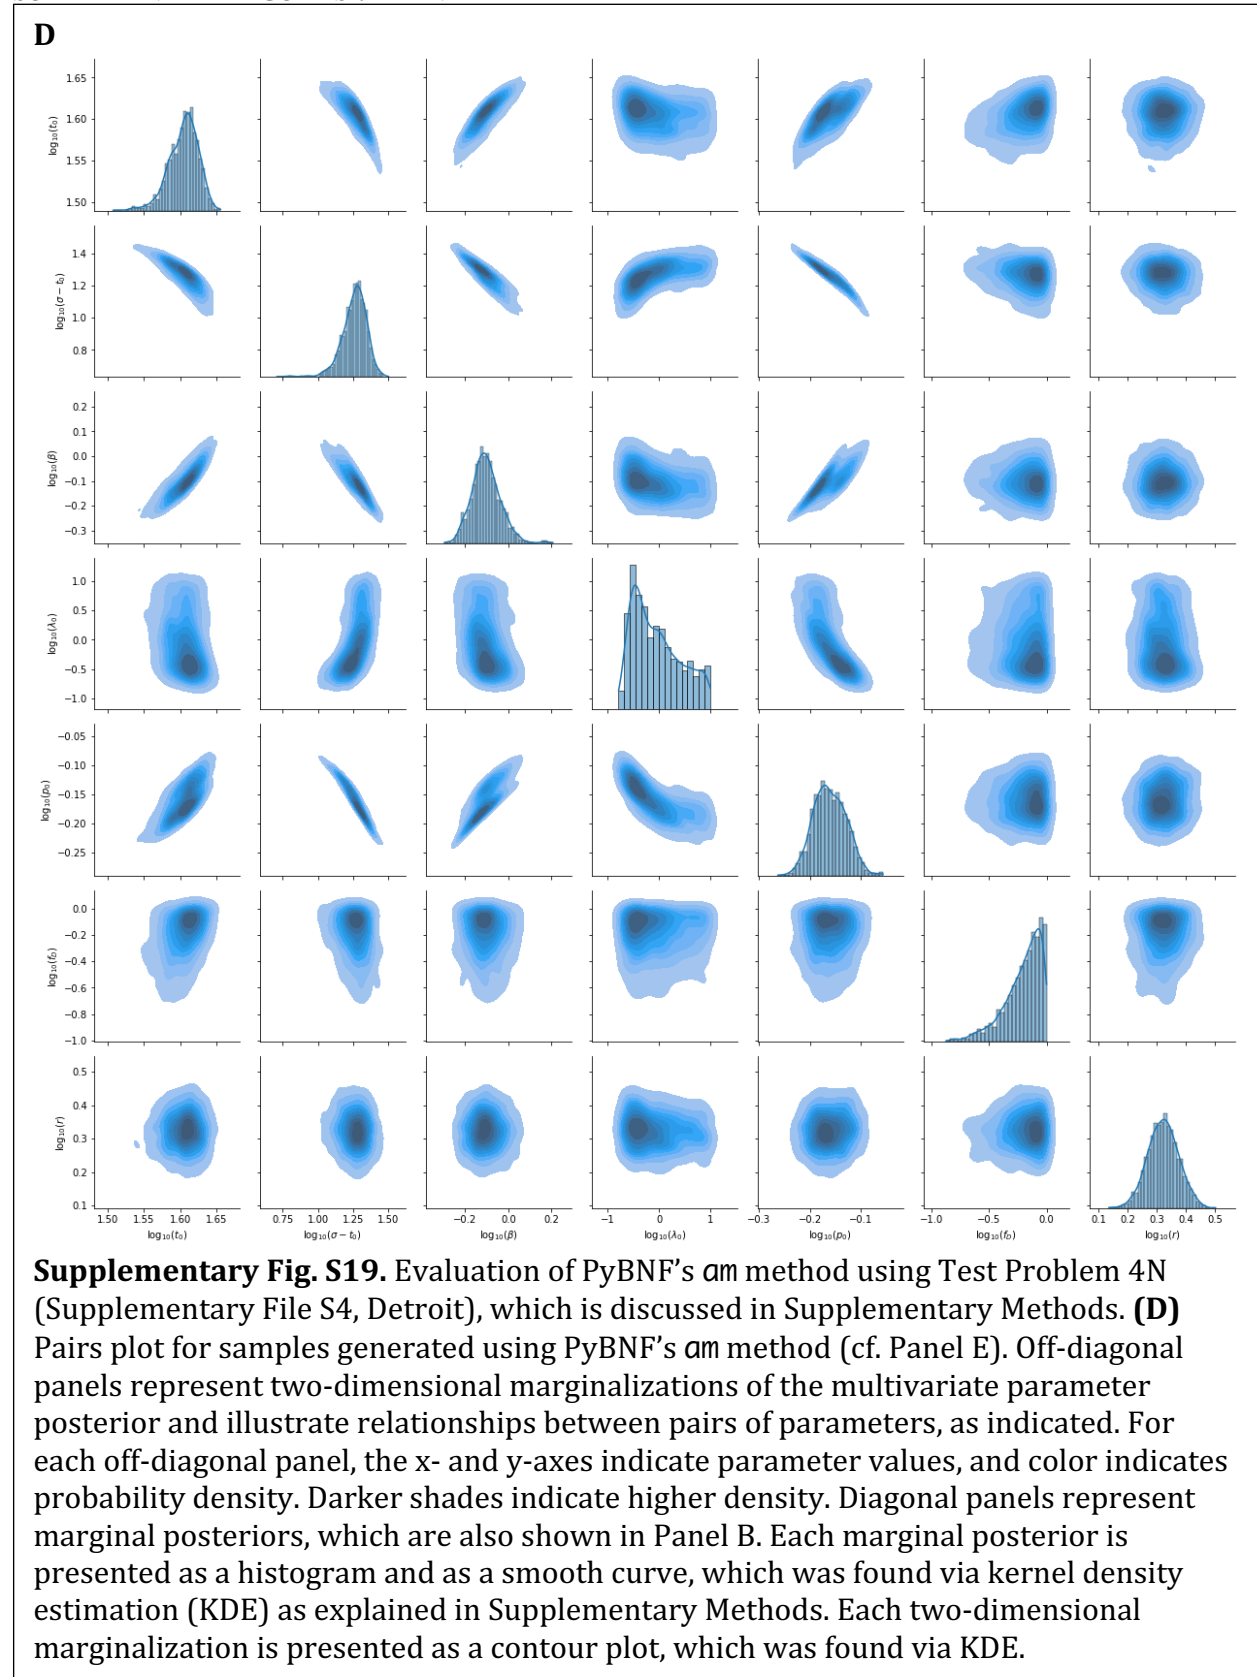 D
1.65
1.60
1.55
1.50
log10(t0)
1.4
1.2
1.0
0.8
log10(σ − t0)
0.2
0.1
0.0
−0.1
−0.2
−0.3
log10(β)
1.0
0.5
0.0
−0.5
−1.0
log10(λ0)
−0.05
−0.10
−0.15
−0.20
−0.25
log10(p0)
0.0
−0.2
−0.4
−0.6
−0.8
−1.0
log10(f0)
0.5
0.4
0.3
0.2
0.1
log10(r)
1.50 1.55 1.60 1.65 0.75 1.00 1.25 1.50 −0.2 0.0 0.2 −1 0 1 −0.3 −0.2 −0.1 −1.0 −0.5 0.0 0.1 0.2 0.3 0.4 0.5
log10(t0) log10(σ − t0) log10(β) log10(λ0) log10(p0) log10(f0) log10(r)
Supplementary Fig. S19. Evaluation of PyBNF's am method using Test Problem 4N
(Supplementary File S4, Detroit), which is discussed in Supplementary Methods. (D)
Pairs plot for samples generated using PyBNF's am method (cf. Panel E). Off-diagonal
panels represent two-dimensional marginalizations of the multivariate parameter
posterior and illustrate relationships between pairs of parameters, as indicated. For
each off-diagonal panel, the x- and y-axes indicate parameter values, and color indicates
probability density. Darker shades indicate higher density. Diagonal panels represent
marginal posteriors, which are also shown in Panel B. Each marginal posterior is
presented as a histogram and as a smooth curve, which was found via kernel density
estimation (KDE) as explained in Supplementary Methods. Each two-dimensional
marginalization is presented as a contour plot, which was found via KDE.